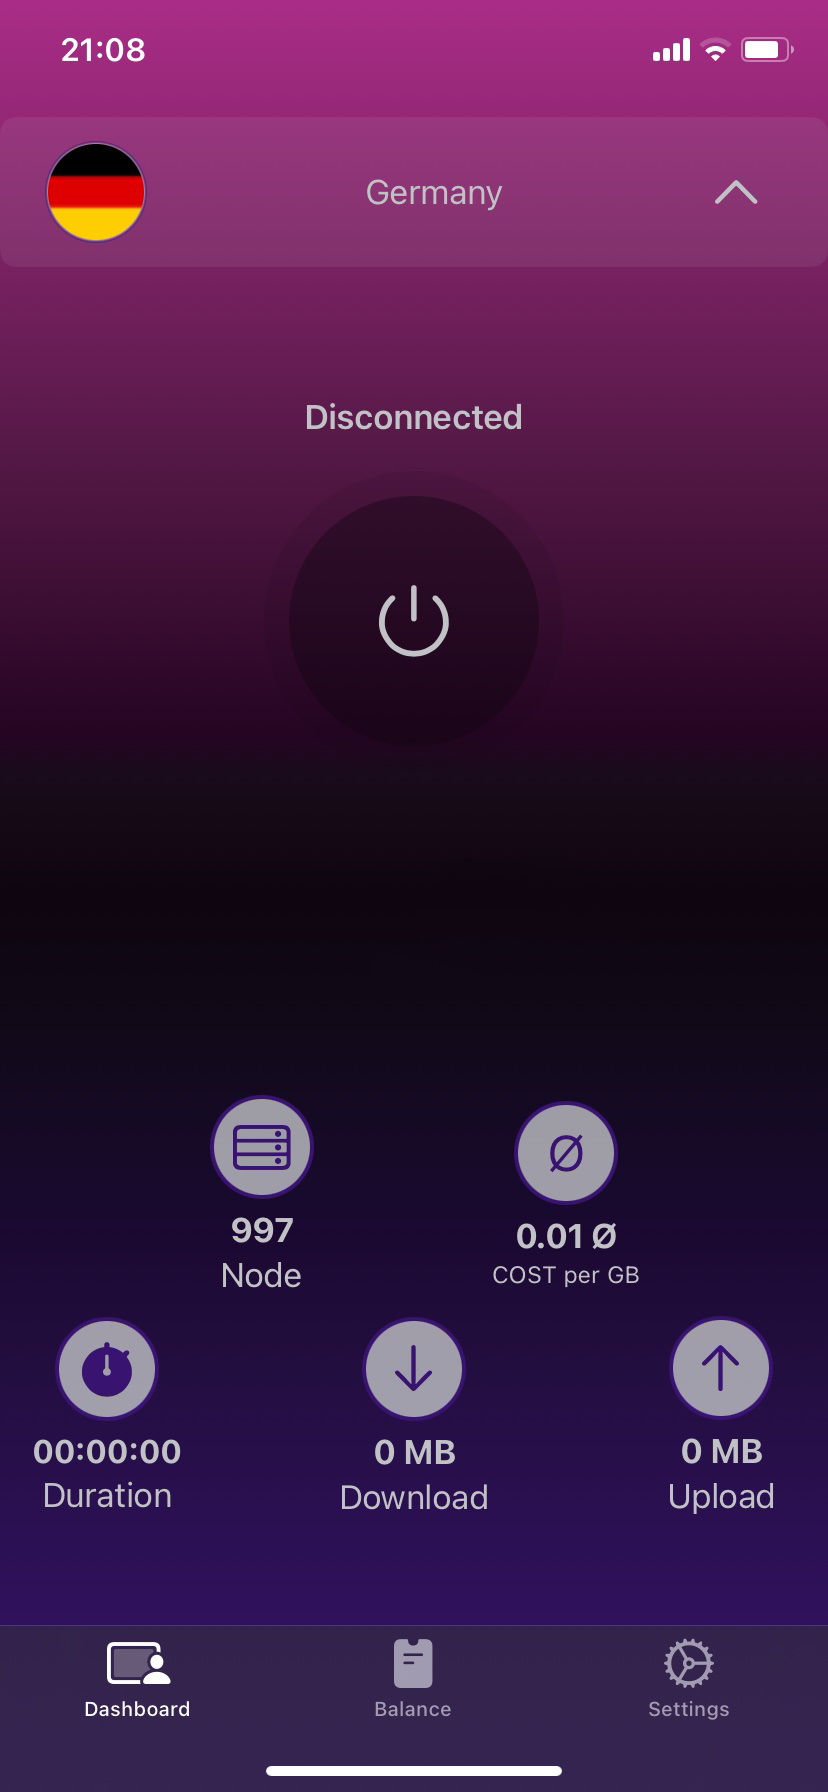 21:08
Germany
Disconnected
997
Node
0.01 Ø
COST per GB
00:00:00
Duration
0 MB
Download
0 MB
Upload
Dashboard
Balance
Settings